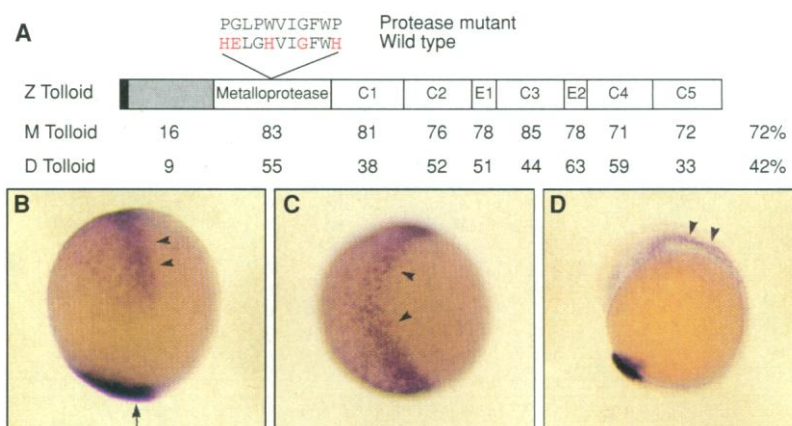 A
PGLPWVIGFWP Protease mutant
HELGHVIGFWH Wild type
Z Tolloid Metalloprotease C1 C2 E1 C3 E2 C4 C5
M Tolloid 16 83 81 76 78 85 78 71 72 72%
D Tolloid 9 55 38 52 51 44 63 59 33 42%
B C D